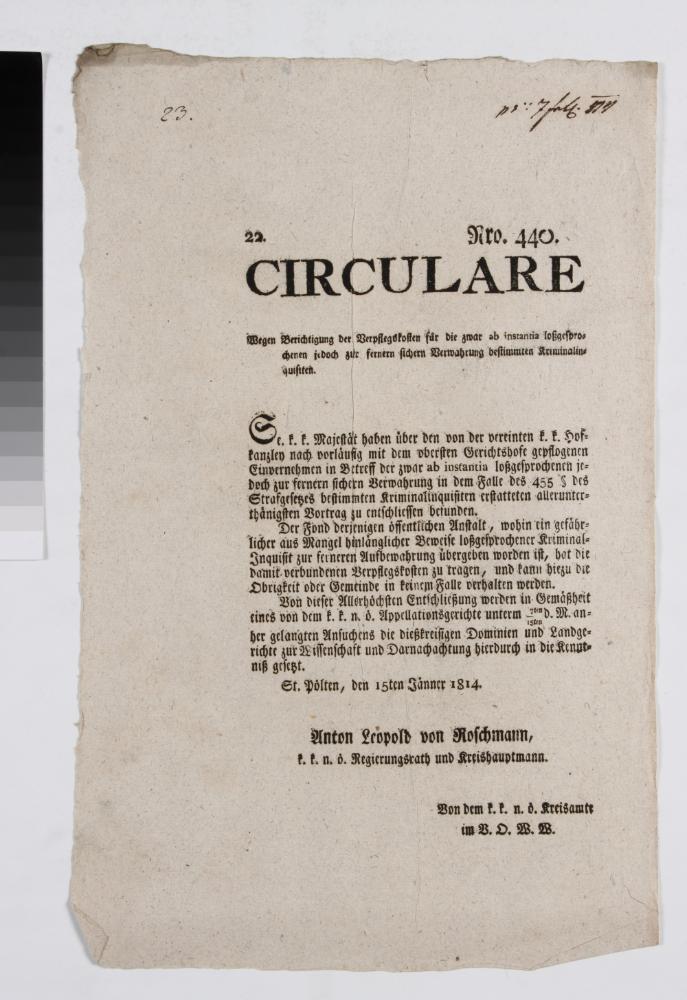 23.
22. Nro. 440.
CIRCULARE
Wegen Berichtigung der Verpflegskosten für die zwar ab instantia loßgespro-
chenen jedoch zur fernern sichern Verwahrung bestimmten Kriminalin-
quisiten.
Se. k. k. Majestät haben über den von der vereinten k. k. Hof-
kanzley nach vorläufig mit dem obersten Gerichtshofe gepflogenen
Einvernehmen in Betreff der zwar ab instantia loßgesprochenen je-
doch zur fernern sichern Verwahrung in dem Falle des 455 § des
Strafgesetzes bestimmten Kriminalinquisiten erstatteten allerunter-
thänigsten Vortrag zu entschliessen befunden.
Der Fond derjenigen öffentlichen Anstalt, wohin ein gefähr-
licher aus Mangel hinlänglicher Beweise loßgesprochener Kriminal-
Inquisit zur ferneren Aufbewahrung übergeben worden ist, hat die
damit verbundenen Verpflegskosten zu tragen, und kann hiezu die
Obrigkeit oder Gemeinde in keinem Falle verhalten werden.
Von dieser Allerhöchsten Entschließung werden in Gemäßheit
eines von dem k. k. n. ö. Appellationsgerichte unterm d. M. an-
her gelangten Ansuchens die dießkreisigen Dominien und Landge-
richte zur Wissenschaft und Darnachachtung hierdurch in die Kennt-
niß gesetzt.
St. Pölten, den 15ten Jänner 1814.
Anton Leopold von Roschmann,
k. k. n. ö. Regierungsrath und Kreishauptmann.
Von dem k. k. n. ö. Kreisamte
im V. O. W. W.